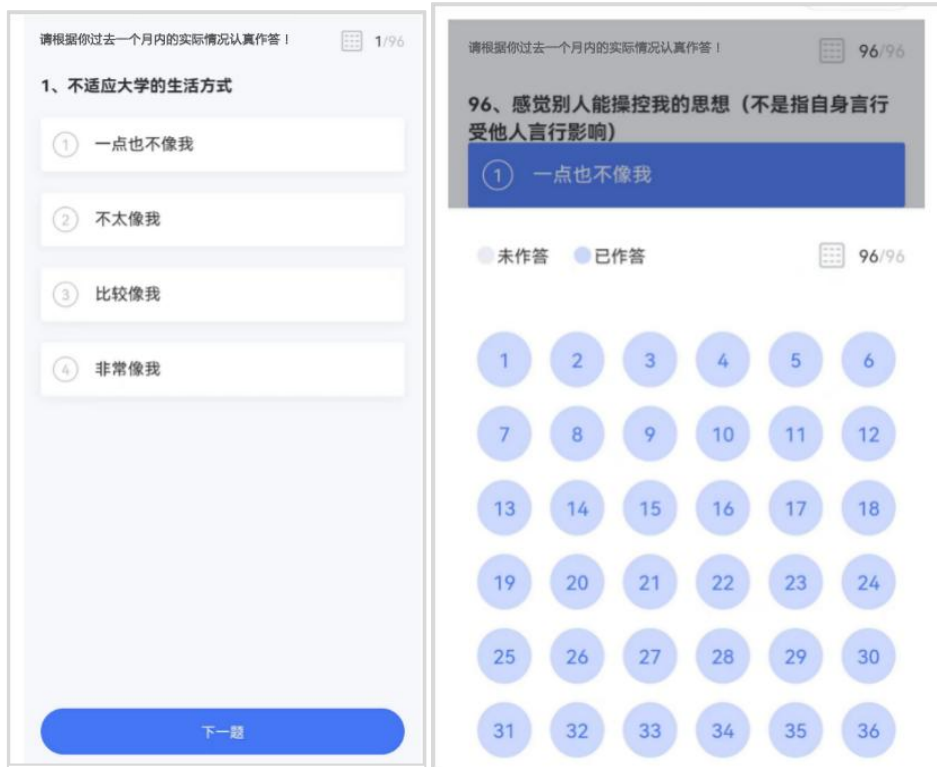 请根据你过去一个月内的实际情况认真作答！
1/96
1、不适应大学的生活方式
1 一点也不像我
2 不太像我
3 比较像我
4 非常像我
下一题
请根据你过去一个月内的实际情况认真作答！
96/96
96、感觉别人能操控我的思想（不是指自身言行
受他人言行影响）
1 一点也不像我
未作答 已作答
96/96
1 2 3 4 5 6
7 8 9 10 11 12
13 14 15 16 17 18
19 20 21 22 23 24
25 26 27 28 29 30
31 32 33 34 35 36